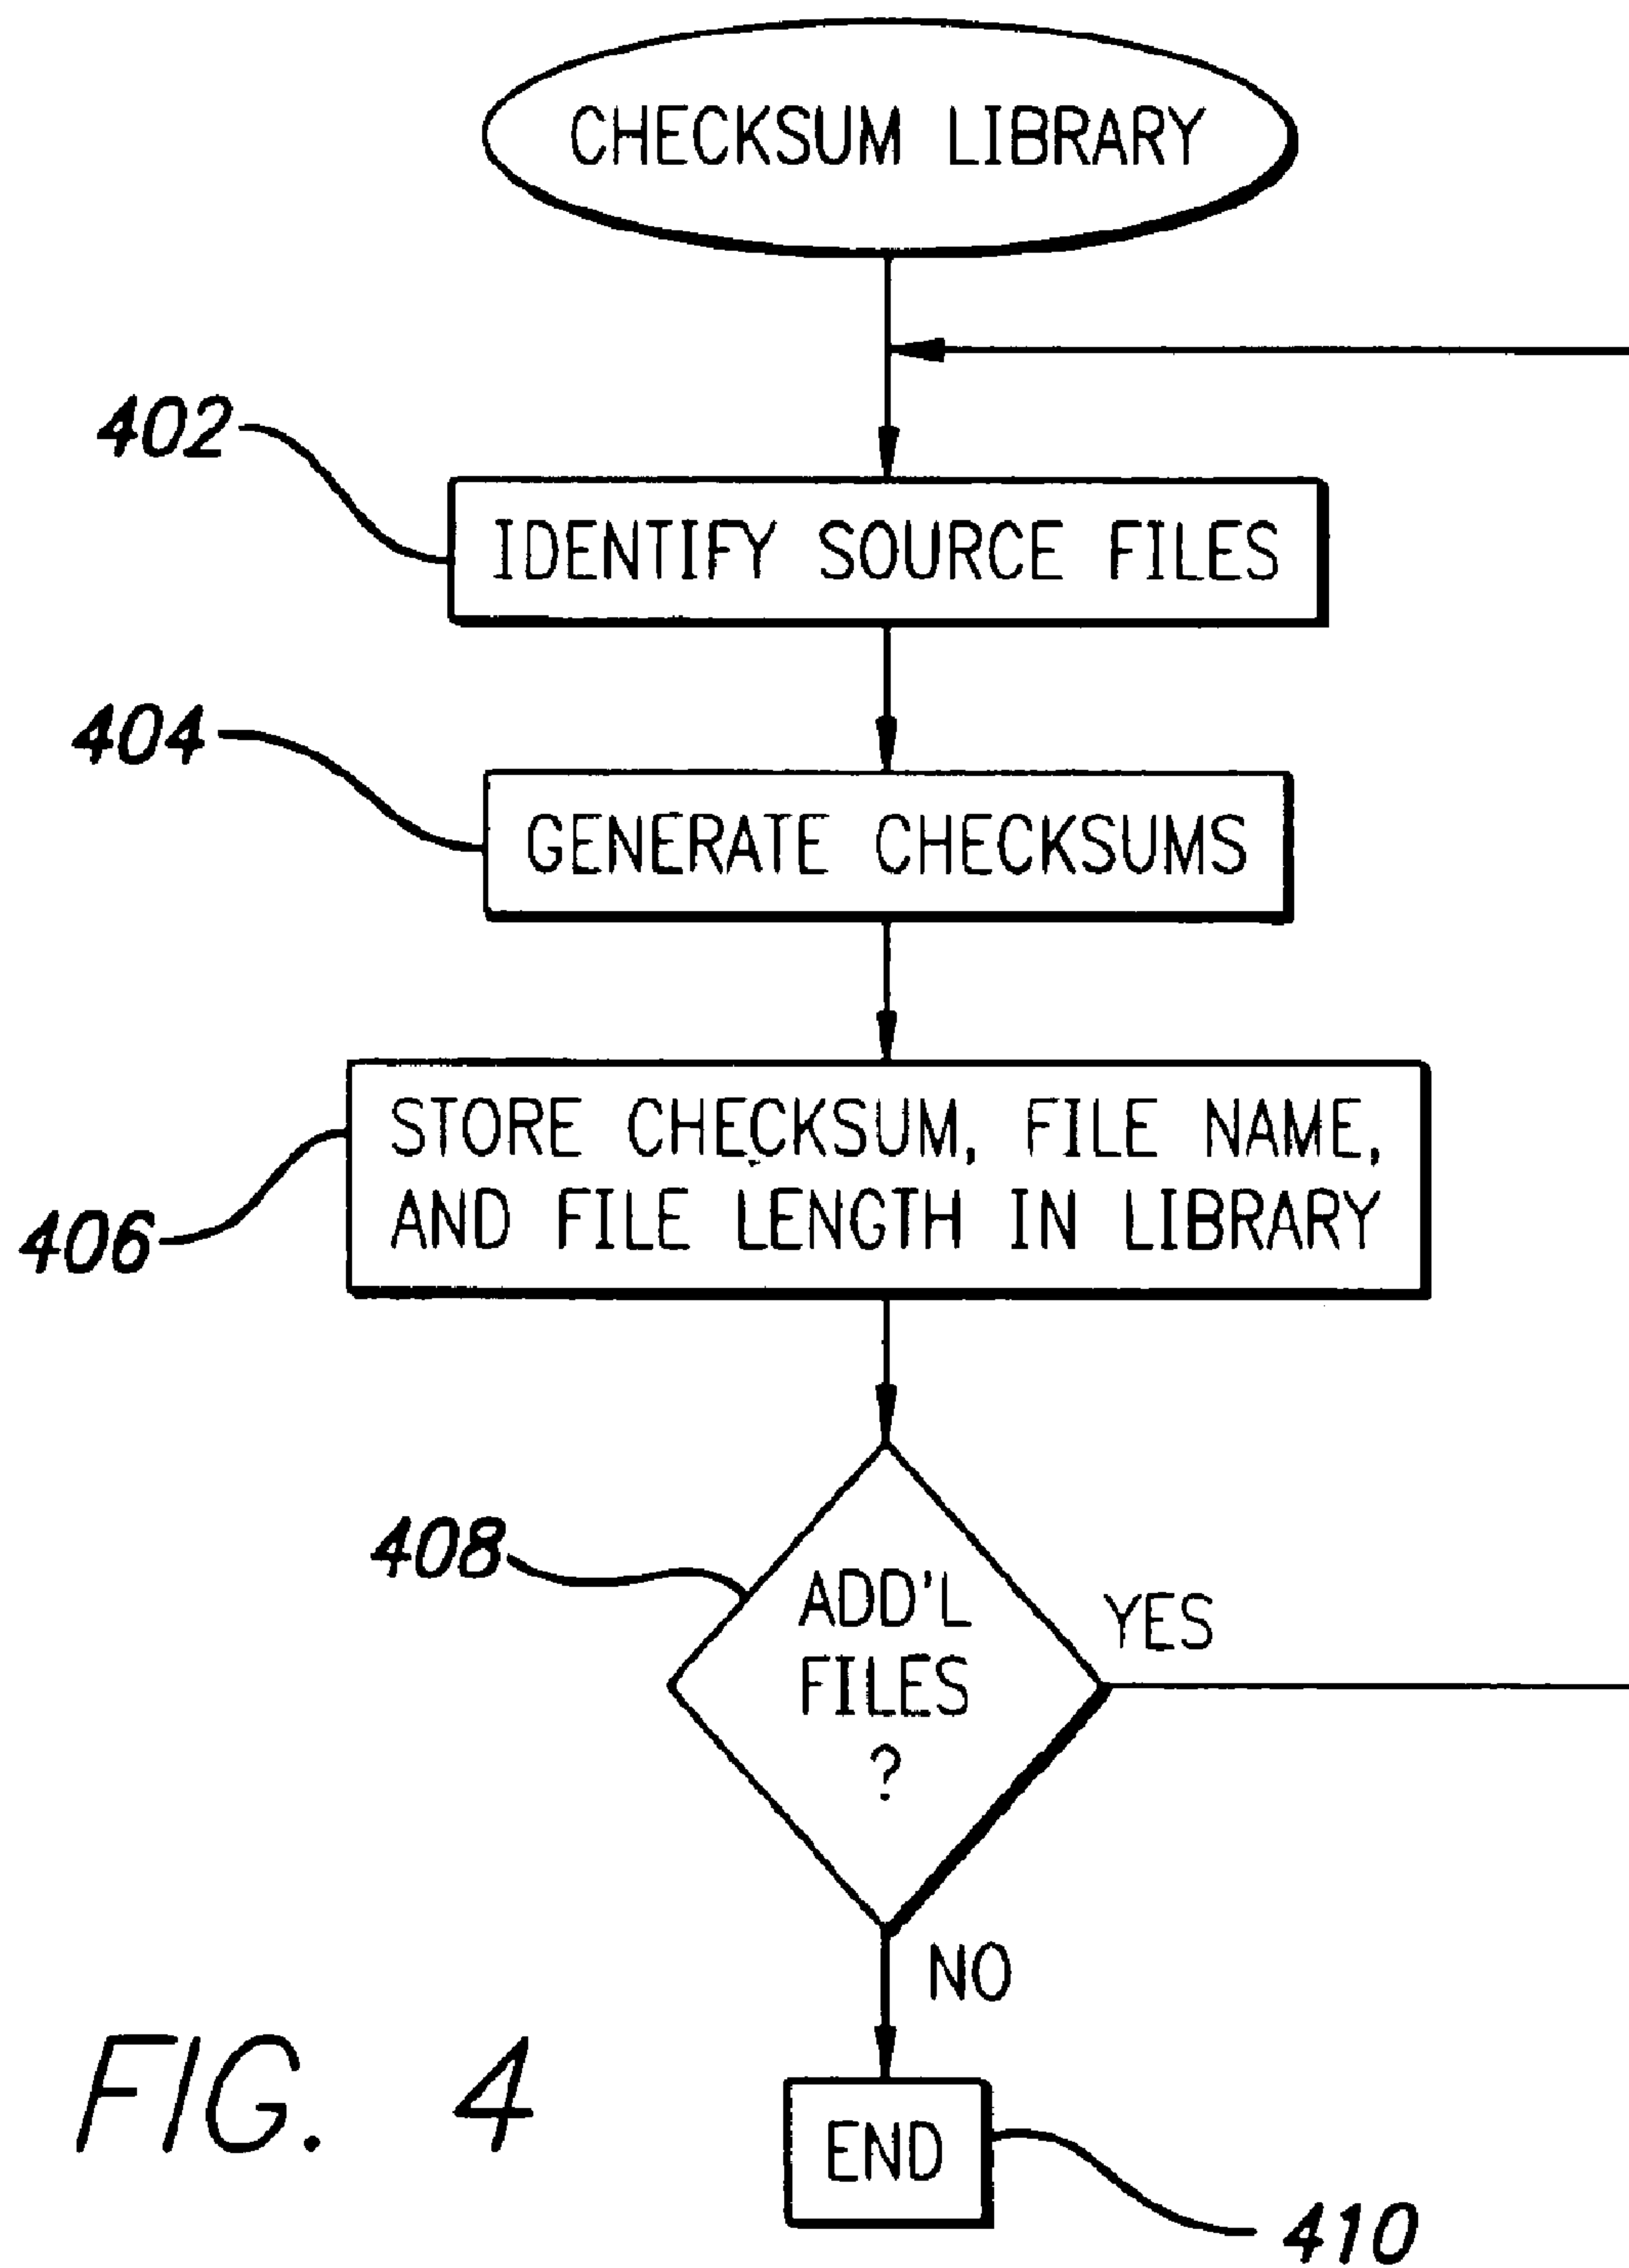 CHECKSUM LIBRARY
402
IDENTIFY SOURCE FILES
404
GENERATE CHECKSUMS
406
STORE CHECKSUM, FILE NAME,
AND FILE LENGTH IN LIBRARY
408
ADD'L
FILES
?
YES
NO
END
410
FIG. 4